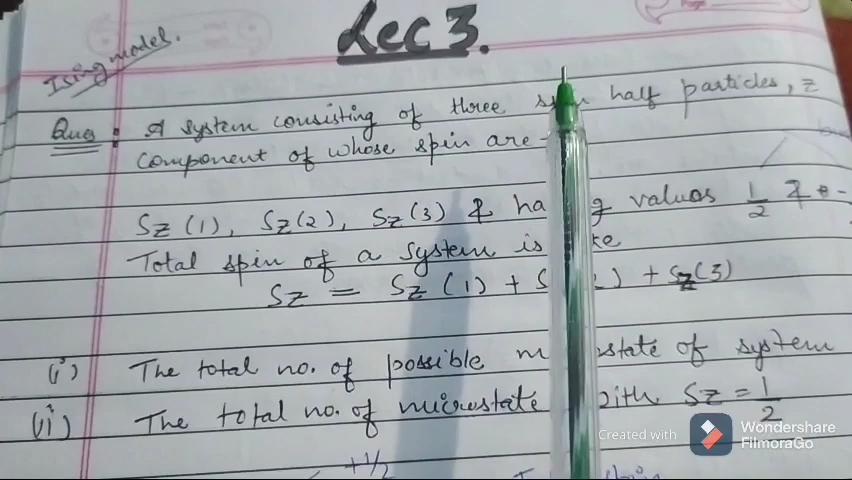 Ising model.
Lec 3.
Ques: A system consisting of three half particles, z
component of whose spin are
Sz (1), Sz(2), Sz(3) & values 1/2 &
Total spin of a system is
Sz = Sz (1) + + Sz(3)
(i) The total no. of possible of system
(ii) The total no. of microstate with Sz = 1/2
+1/2
Created with
Wondershare
FilmoraGo